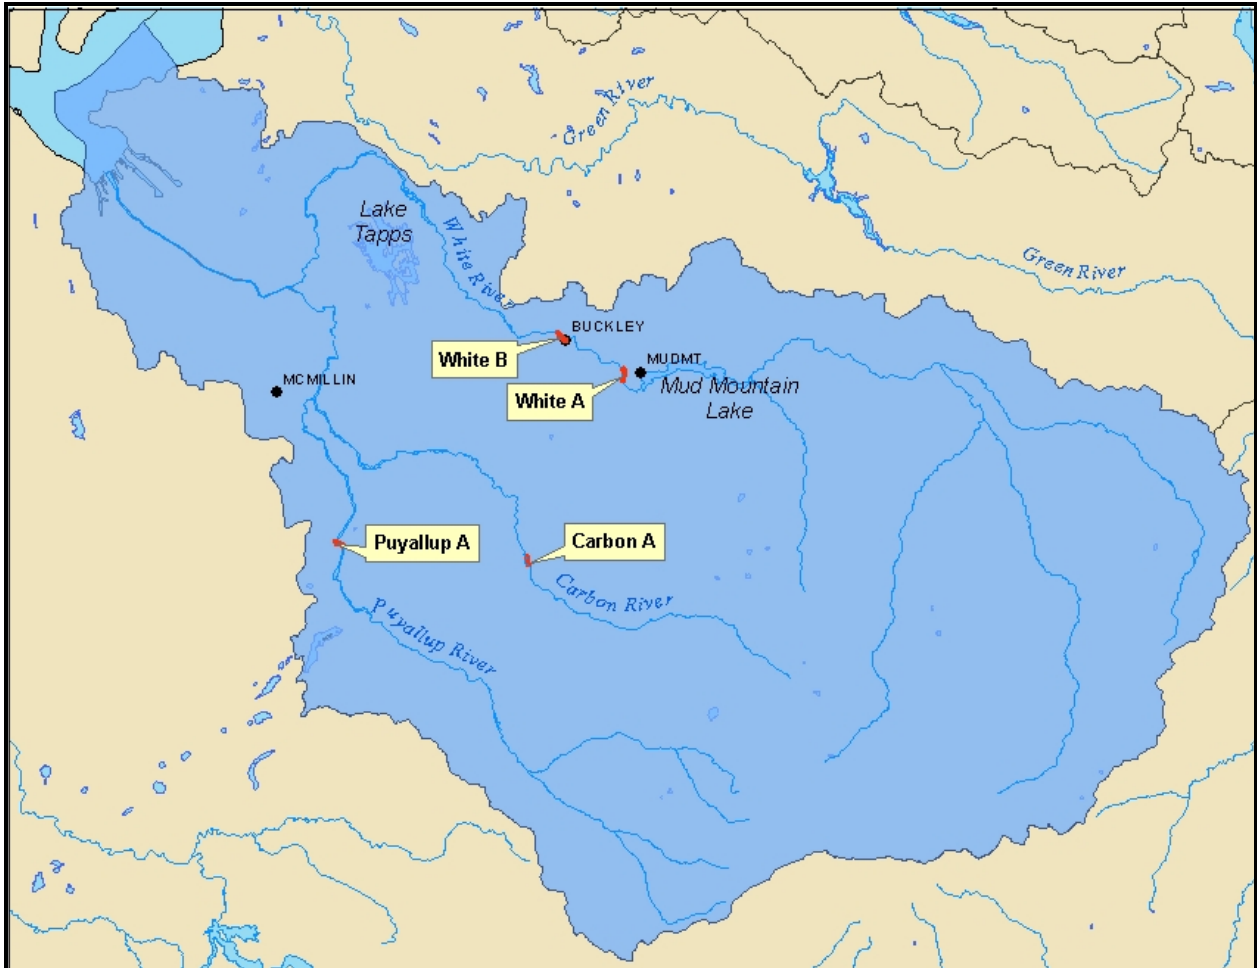 Green River
Lake
Tapps
White River
Green River
BUCKLEY
White B
MUDMT
Mud Mountain
Lake
MCMILLIN
White A
Puyallup A
Carbon A
Carbon River
Puyallup River